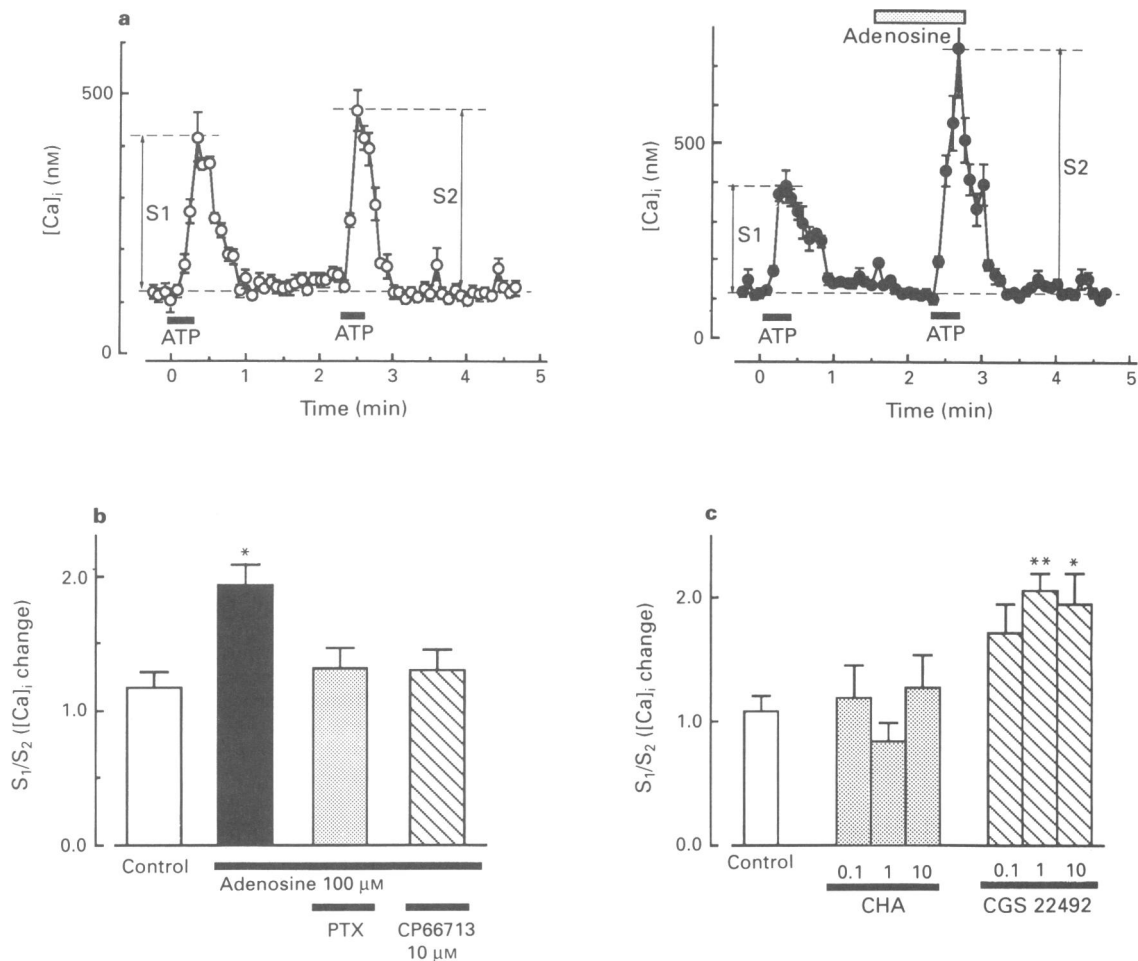 a
500
0
[Ca]i (nM)
S1
S2
ATP
ATP
0 1 2 3 4 5
Time (min)
Adenosine
500
0
[Ca]i (nM)
S1
S2
ATP
ATP
0 1 2 3 4 5
Time (min)
b
2.0
1.0
0.0
S1/S2 ([Ca]i change)
*
Control
Adenosine 100 μM
PTX
CP66713
10 μM
c
2.0
1.0
0.0
S1/S2 ([Ca]i change)
** *
Control
0.1 1 10
CHA
0.1 1 10
CGS 22492